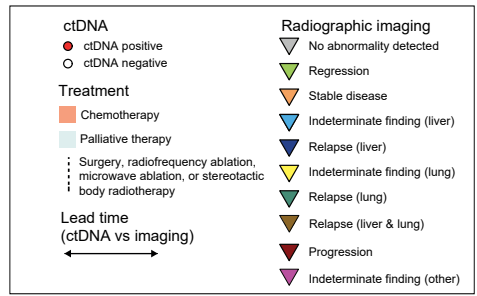 ctDNA
ctDNA positive
ctDNA negative
Treatment
Chemotherapy
Palliative therapy
Surgery, radiofrequency ablation,
microwave ablation, or stereotactic
body radiotherapy
Lead time
(ctDNA vs imaging)
Radiographic imaging
No abnormality detected
Regression
Stable disease
Indeterminate finding (liver)
Relapse (liver)
Indeterminate finding (lung)
Relapse (lung)
Relapse (liver & lung)
Progression
Indeterminate finding (other)